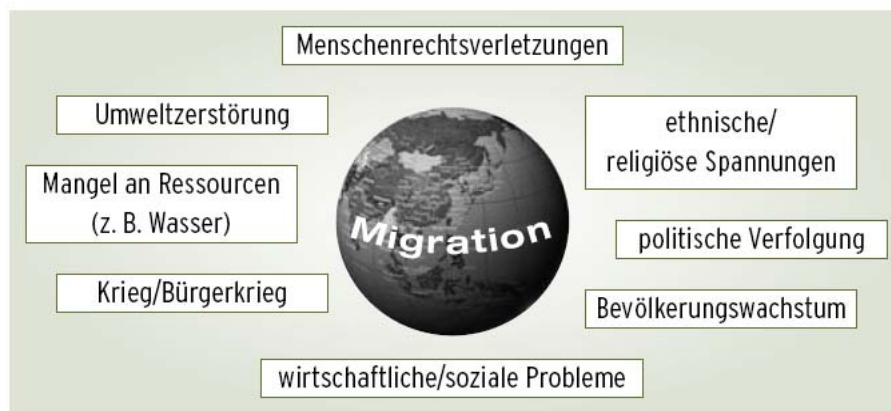 Menschenrechtsverletzungen
Umweltzerstörung
ethnische/
religiöse Spannungen
Mangel an Ressourcen
(z. B. Wasser)
Migration
politische Verfolgung
Krieg/Bürgerkrieg
Bevölkerungswachstum
wirtschaftliche/soziale Probleme